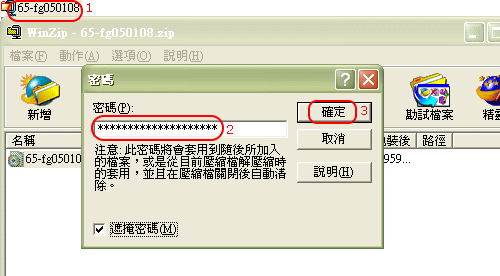 65-fg050108 1
WinZip - 65-fg050108.zip
檔案(F) 動作(A) 選項(O) 說明(H)
新增
勘試檔案
精靈
名稱
裝後 路徑
65-fg05010
959...
密碼
密碼(P):
******************** 2
注意: 此密碼將會套用到隨後所加入
的檔案，或是從目前壓縮檔解壓縮時
的套用，並且在壓縮檔關閉後自動清
除。
遮掩密碼(M)
確定 3
取消
說明(H)